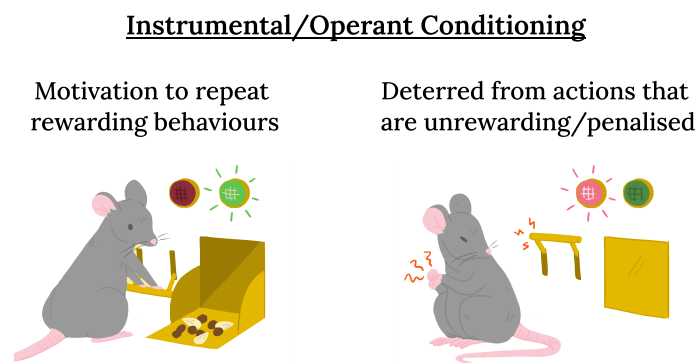 Instrumental/Operant Conditioning
Motivation to repeat
rewarding behaviours
Deterred from actions that
are unrewarding/penalised